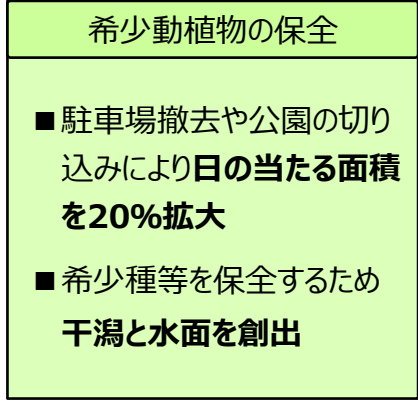 希少動植物の保全
■駐車場撤去や公園の切り
込みにより日の当たる面積
を20%拡大
■希少種等を保全するため
干潟と水面を創出